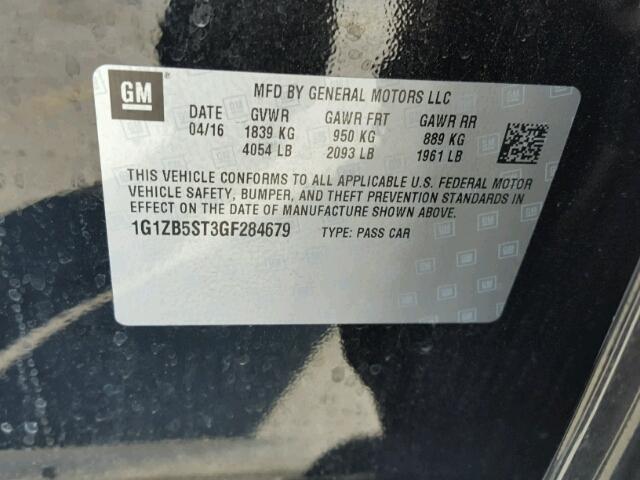 GM
MFD BY GENERAL MOTORS LLC
DATE GVWR GAWR FRT GAWR RR
04/16 1839 KG 950 KG 889 KG
4054 LB 2093 LB 1961 LB
THIS VEHICLE CONFORMS TO ALL APPLICABLE U.S. FEDERAL MOTOR
VEHICLE SAFETY, BUMPER, AND THEFT PREVENTION STANDARDS IN
EFFECT ON THE DATE OF MANUFACTURE SHOWN ABOVE.
1G1ZB5ST3GF284679 TYPE: PASS CAR